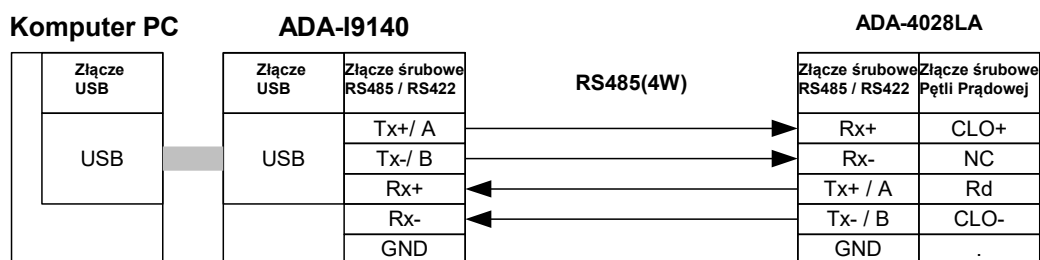 Komputer PC
ADA-I9140
ADA-4028LA
Złącze
USB
Złącze
USB
Złącze śrubowe
RS485 / RS422
RS485(4W)
Złącze śrubowe
RS485 / RS422
Złącze śrubowe
Pętli Prądowej
USB
USB
Tx+/ A
Rx+
CLO+
Tx-/ B
Rx-
NC
Rx+
Tx+ / A
Rd
Rx-
Tx- / B
CLO-
GND
GND
.